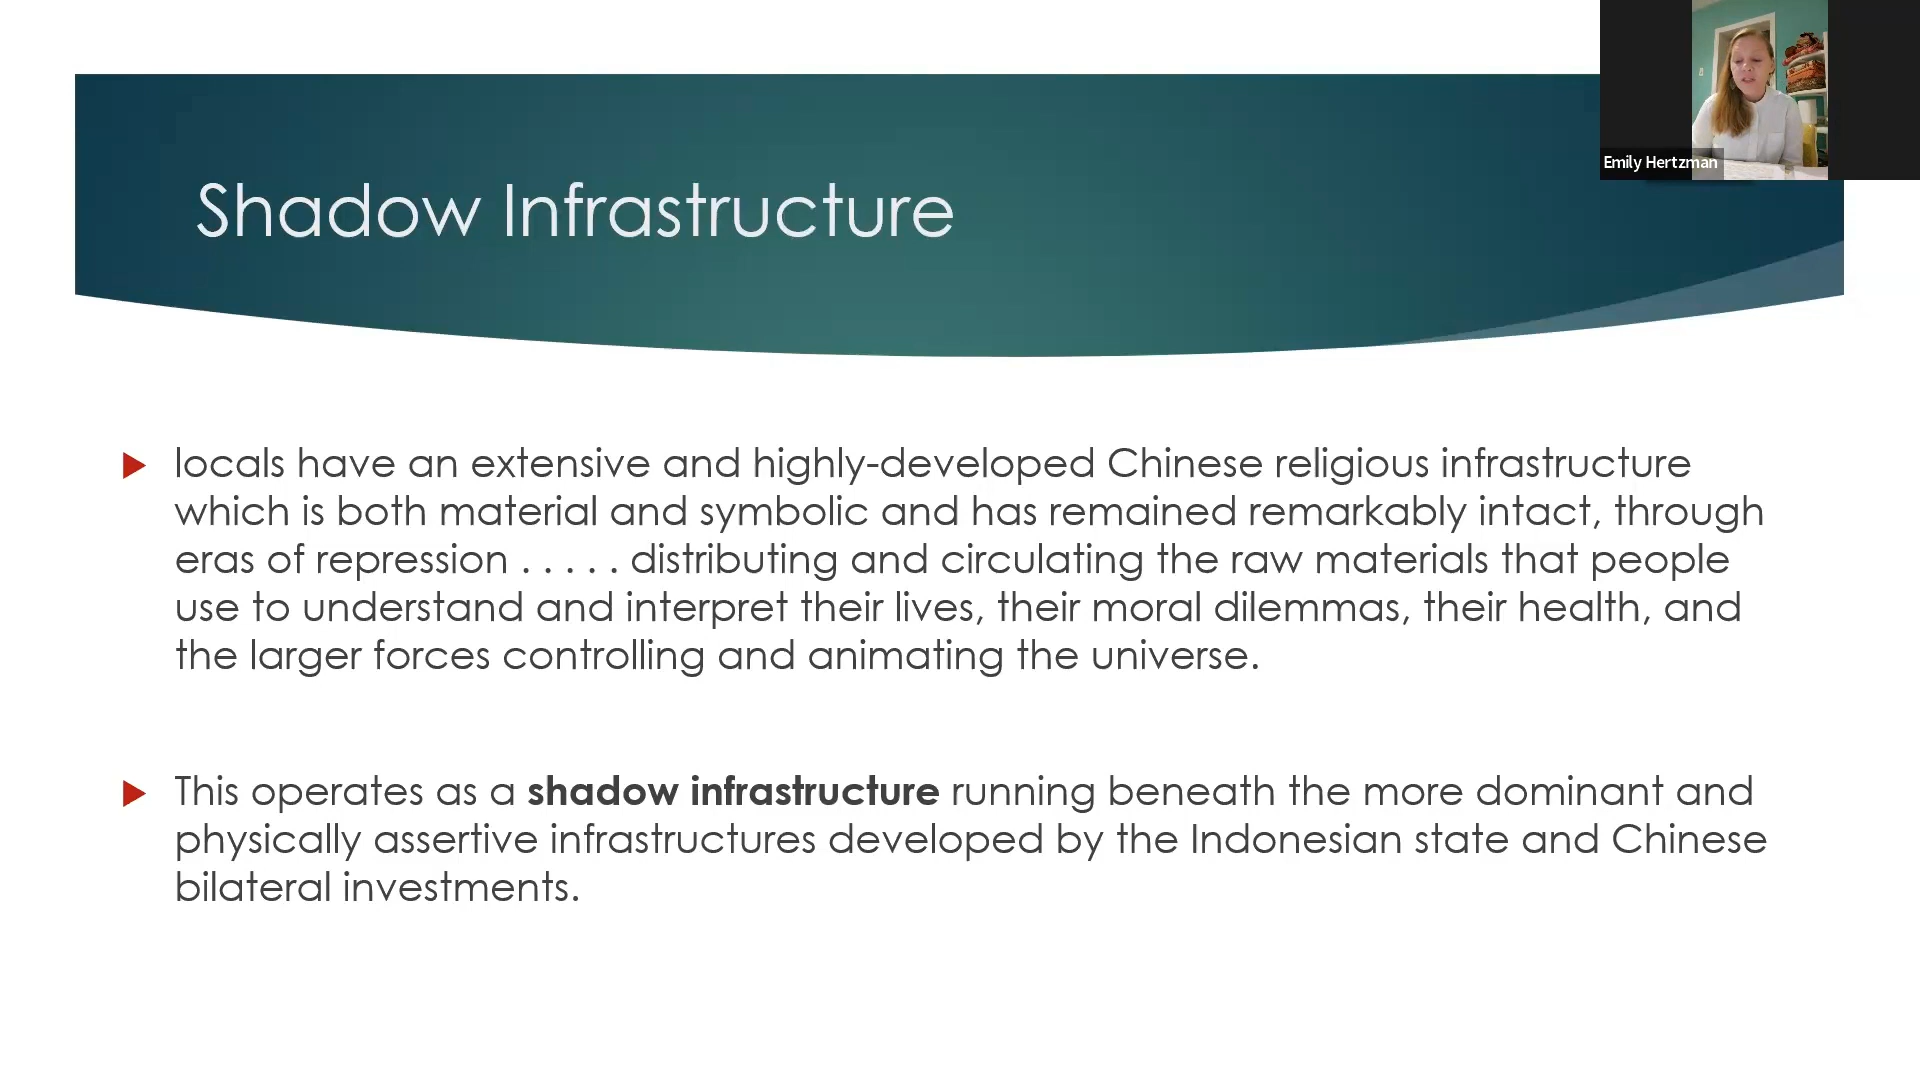 Emily Hertzman
Shadow Infrastructure
locals have an extensive and highly-developed Chinese religious infrastructure
which is both material and symbolic and has remained remarkably intact, through
eras of repression . . . . . distributing and circulating the raw materials that people
use to understand and interpret their lives, their moral dilemmas, their health, and
the larger forces controlling and animating the universe.
This operates as a shadow infrastructure running beneath the more dominant and
physically assertive infrastructures developed by the Indonesian state and Chinese
bilateral investments.